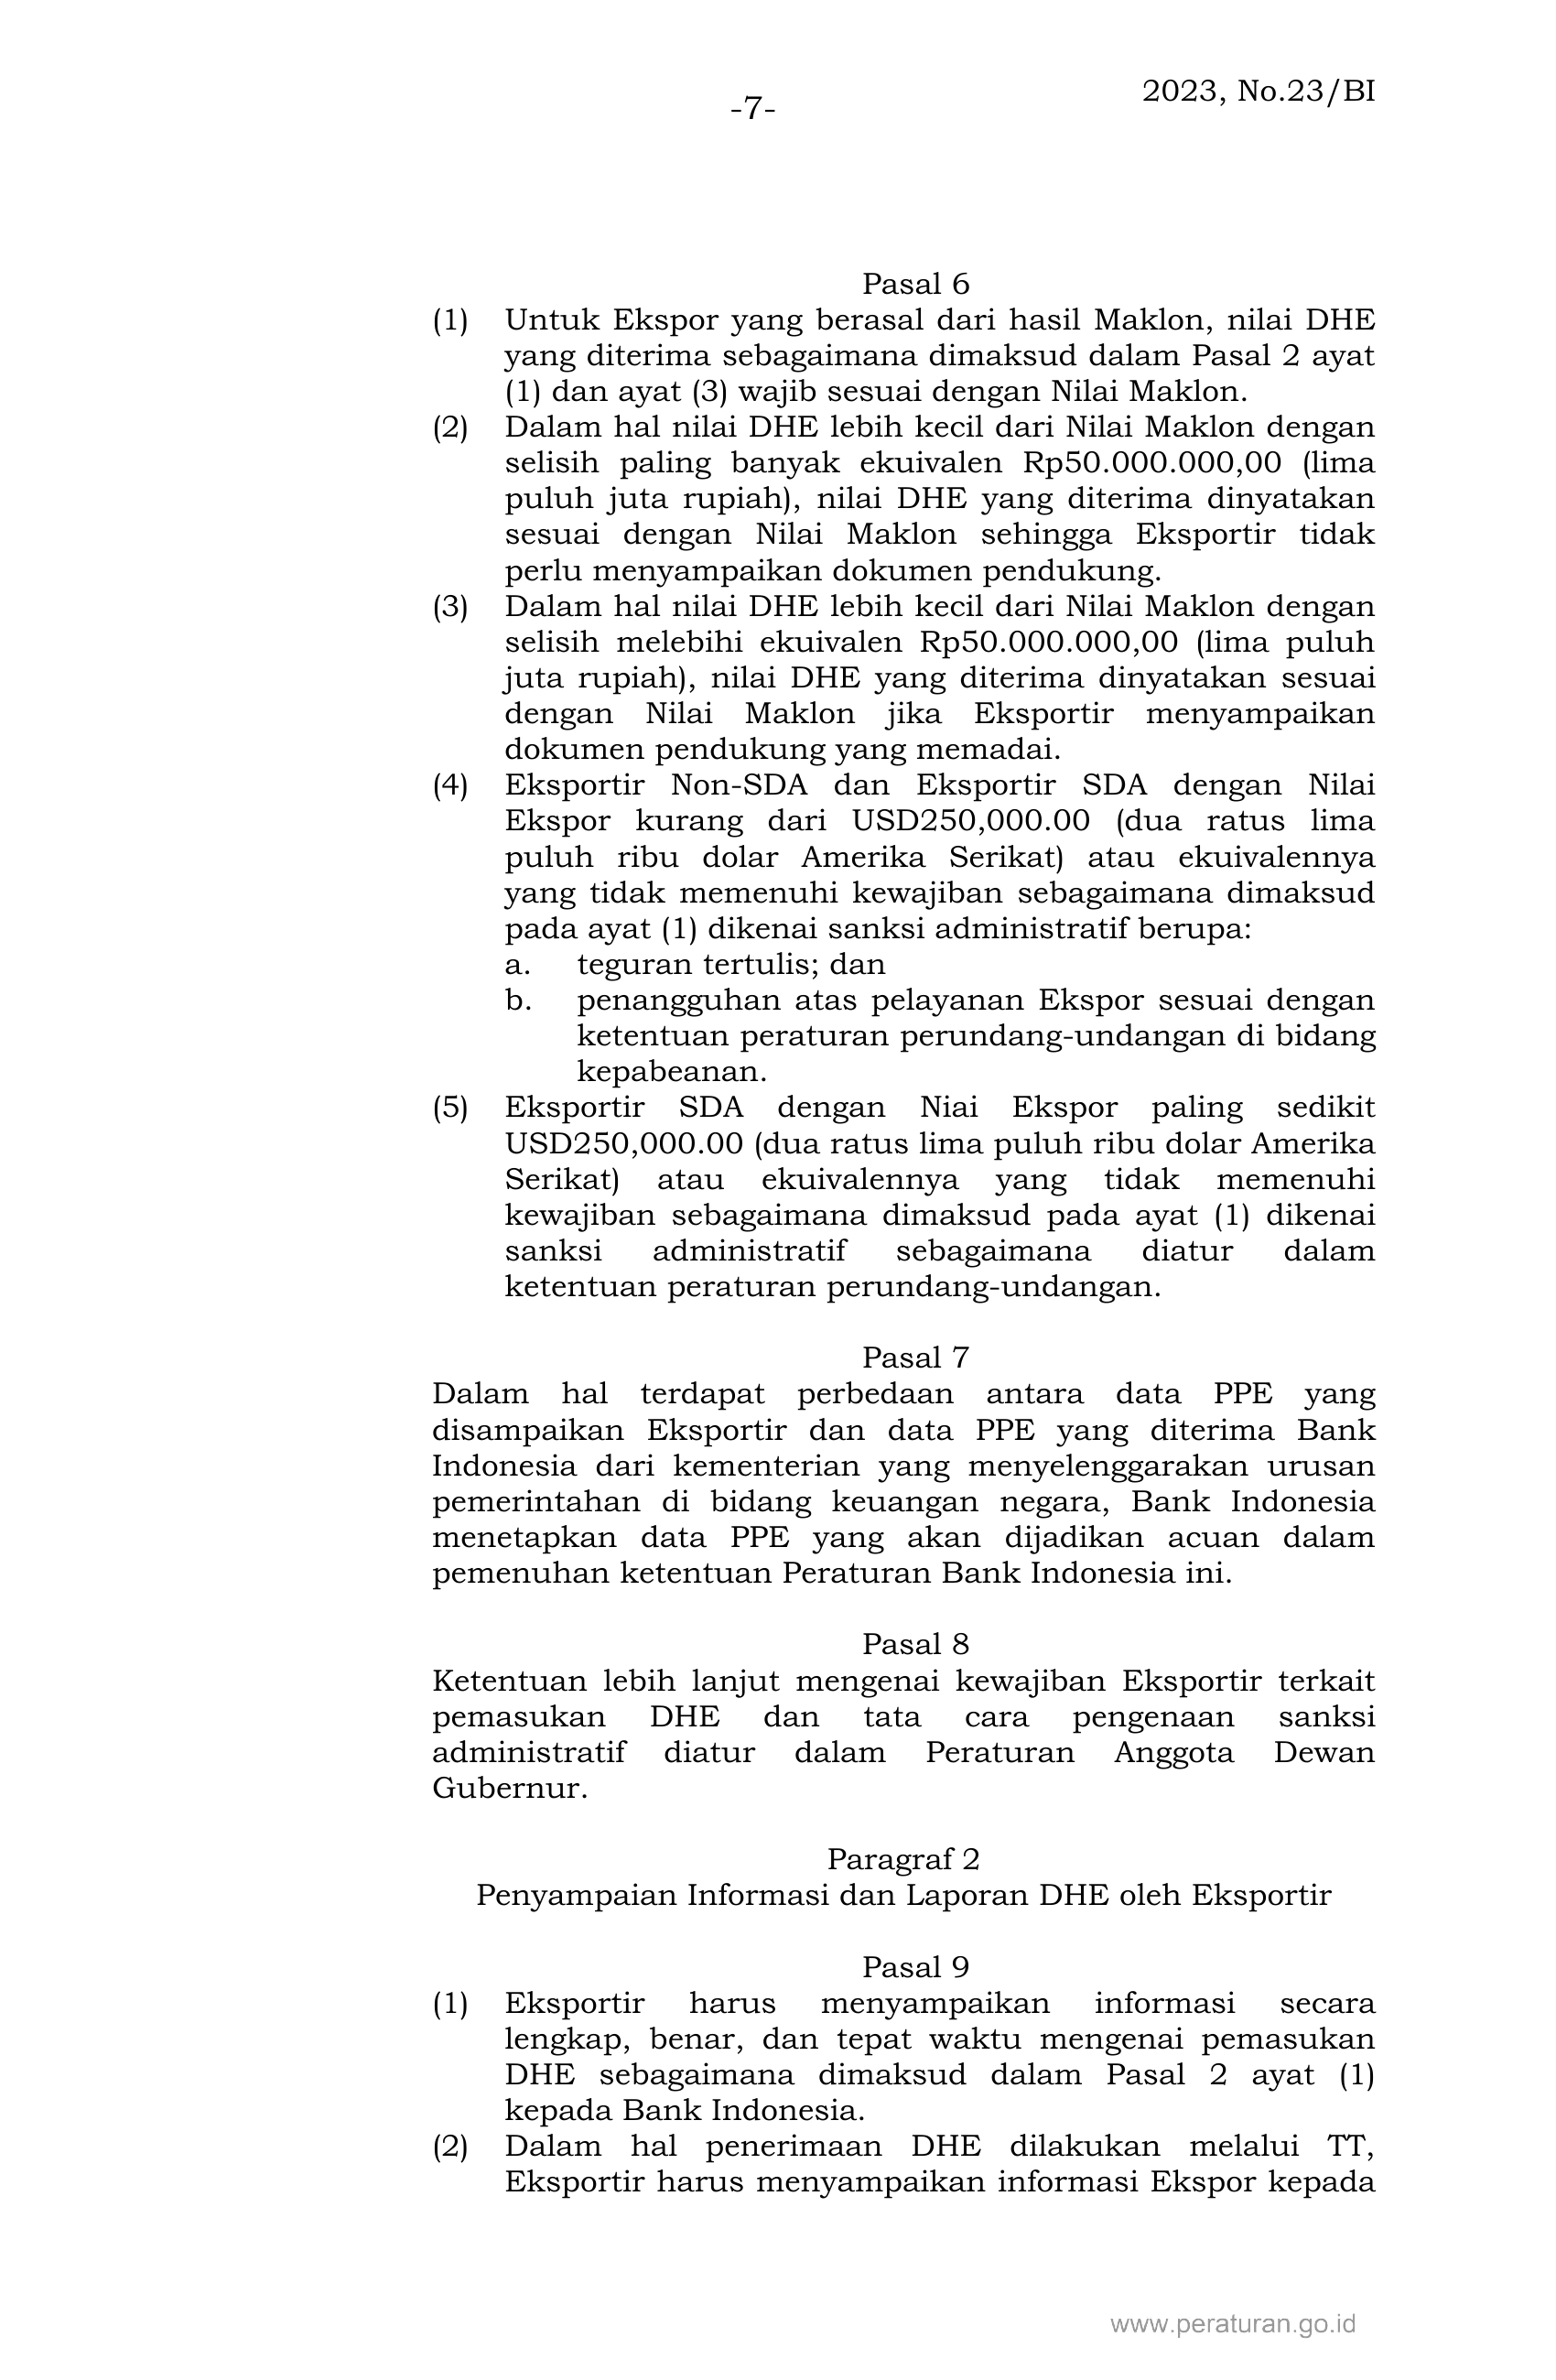 2023, No.23/BI
-7-
Pasal 6
(1) Untuk Ekspor yang berasal dari hasil Maklon, nilai DHE
yang diterima sebagaimana dimaksud dalam Pasal 2 ayat
(1) dan ayat (3) wajib sesuai dengan Nilai Maklon.
(2) Dalam hal nilai DHE lebih kecil dari Nilai Maklon dengan
selisih paling banyak ekuivalen Rp50.000.000,00 (lima
puluh juta rupiah), nilai DHE yang diterima dinyatakan
sesuai dengan Nilai Maklon sehingga Eksportir tidak
perlu menyampaikan dokumen pendukung.
(3) Dalam hal nilai DHE lebih kecil dari Nilai Maklon dengan
selisih melebihi ekuivalen Rp50.000.000,00 (lima puluh
juta rupiah), nilai DHE yang diterima dinyatakan sesuai
dengan Nilai Maklon jika Eksportir menyampaikan
dokumen pendukung yang memadai.
(4) Eksportir Non-SDA dan Eksportir SDA dengan Nilai
Ekspor kurang dari USD250,000.00 (dua ratus lima
puluh ribu dolar Amerika Serikat) atau ekuivalennya
yang tidak memenuhi kewajiban sebagaimana dimaksud
pada ayat (1) dikenai sanksi administratif berupa:
a. teguran tertulis; dan
b. penangguhan atas pelayanan Ekspor sesuai dengan
ketentuan peraturan perundang-undangan di bidang
kepabeanan.
(5) Eksportir SDA dengan Niai Ekspor paling sedikit
USD250,000.00 (dua ratus lima puluh ribu dolar Amerika
Serikat) atau ekuivalennya yang tidak memenuhi
kewajiban sebagaimana dimaksud pada ayat (1) dikenai
sanksi administratif sebagaimana diatur dalam
ketentuan peraturan perundang-undangan.
Pasal 7
Dalam hal terdapat perbedaan antara data PPE yang
disampaikan Eksportir dan data PPE yang diterima Bank
Indonesia dari kementerian yang menyelenggarakan urusan
pemerintahan di bidang keuangan negara, Bank Indonesia
menetapkan data PPE yang akan dijadikan acuan dalam
pemenuhan ketentuan Peraturan Bank Indonesia ini.
Pasal 8
Ketentuan lebih lanjut mengenai kewajiban Eksportir terkait
pemasukan DHE dan tata cara pengenaan sanksi
administratif diatur dalam Peraturan Anggota Dewan
Gubernur.
Paragraf 2
Penyampaian Informasi dan Laporan DHE oleh Eksportir
Pasal 9
(1) Eksportir harus menyampaikan informasi secara
lengkap, benar, dan tepat waktu mengenai pemasukan
DHE sebagaimana dimaksud dalam Pasal 2 ayat (1)
kepada Bank Indonesia.
(2) Dalam hal penerimaan DHE dilakukan melalui TT,
Eksportir harus menyampaikan informasi Ekspor kepada
www.peraturan.go.id